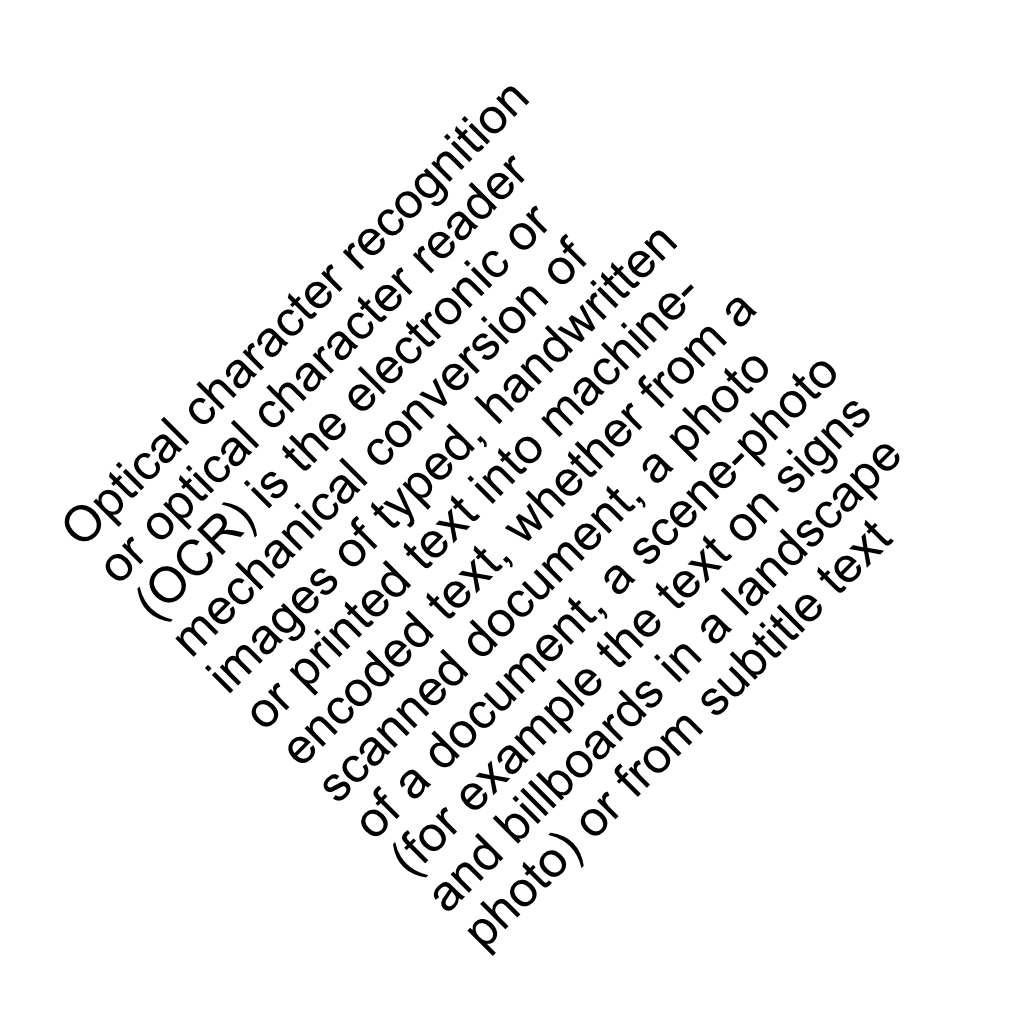 Optical character recognition
or optical character reader
(OCR) is the electronic or
mechanical conversion of
images of typed, handwritten
or printed text into machine-
encoded text, whether from a
scanned document, a photo
of a document, a scene-photo
(for example the text on signs
and billboards in a landscape
photo) or from subtitle text